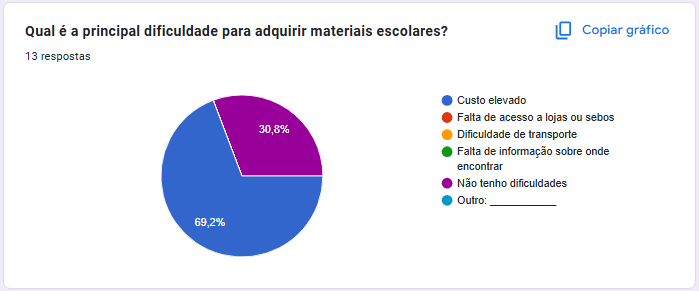 Qual é a principal dificuldade para adquirir materiais escolares?
Copiar gráfico
13 respostas
30,8%
69,2%
Custo elevado
Falta de acesso a lojas ou sebos
Dificuldade de transporte
Falta de informação sobre onde
encontrar
Não tenho dificuldades
Outro: ___________